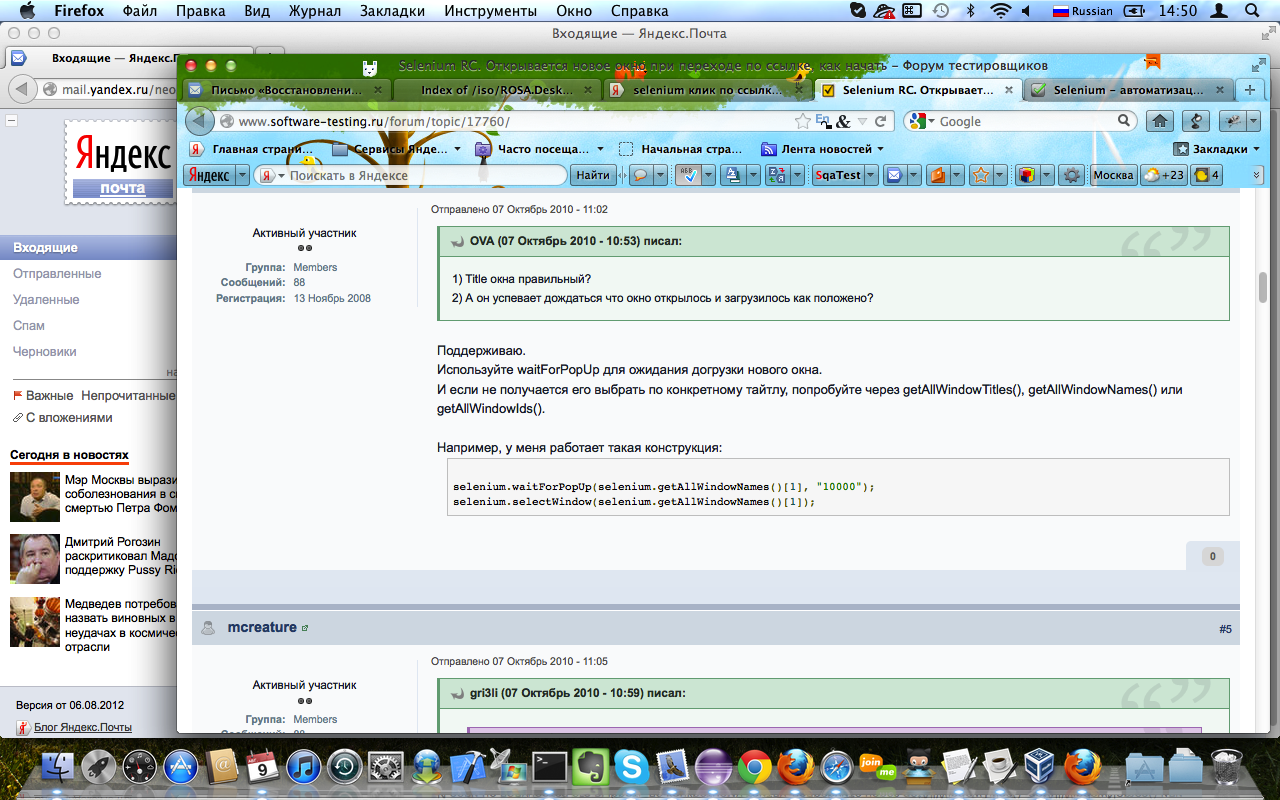 Firefox Файл Правка Вид Журнал Закладки Инструменты Окно Справка Russian 14:50
Входящие — Яндекс.Почта
Входящие — Яндекс.П
mail.yandex.ru/neo
Selenium RC. Открывается новое окно при переходе по ссылке, как начать – Форум тестировщиков
Письмо «Восстановлени... Index of /iso/ROSA.Desk... selenium клик по ссылк... Selenium RC. Открывает... Selenium – автоматизац...
www.software-testing.ru/forum/topic/17760/ Google
Главная страни... Сервисы Янде... Часто посеща... Начальная стра... Лента новостей Закладки
Яндекс Поискать в Яндексе Найти SqaTest Москва +23 4
Яндекс
почта
Входящие
Отправленные
Удаленные
Спам
Черновики
на
Важные Непрочитанные
С вложениями
Сегодня в новостях
Мэр Москвы вырази
соболезнования в с
смертью Петра Фом
Дмитрий Рогозин
раскритиковал Мадо
поддержку Pussy Ri
Медведев потребов
назвать виновных в
неудачах в космичес
отрасли
Версия от 06.08.2012
Блог Яндекс.Почты
Отправлено 07 Октябрь 2010 - 11:02
Активный участник
Группа: Members
Сообщений: 88
Регистрация: 13 Ноябрь 2008
OVA (07 Октябрь 2010 - 10:53) писал:
1) Title окна правильный?
2) А он успевает дождаться что окно открылось и загрузилось как положено?
Поддерживаю.
Используйте waitForPopUp для ожидания догрузки нового окна.
И если не получается его выбрать по конкретному тайтлу, попробуйте через getAllWindowTitles(), getAllWindowNames() или
getAllWindowIds().
Например, у меня работает такая конструкция:
selenium.waitForPopUp(selenium.getAllWindowNames()[1], "10000");
selenium.selectWindow(selenium.getAllWindowNames()[1]);
0
mcreature #5
Отправлено 07 Октябрь 2010 - 11:05
Активный участник
Группа: Members
Сообщений: 88
gri3li (07 Октябрь 2010 - 10:59) писал:
9
join me